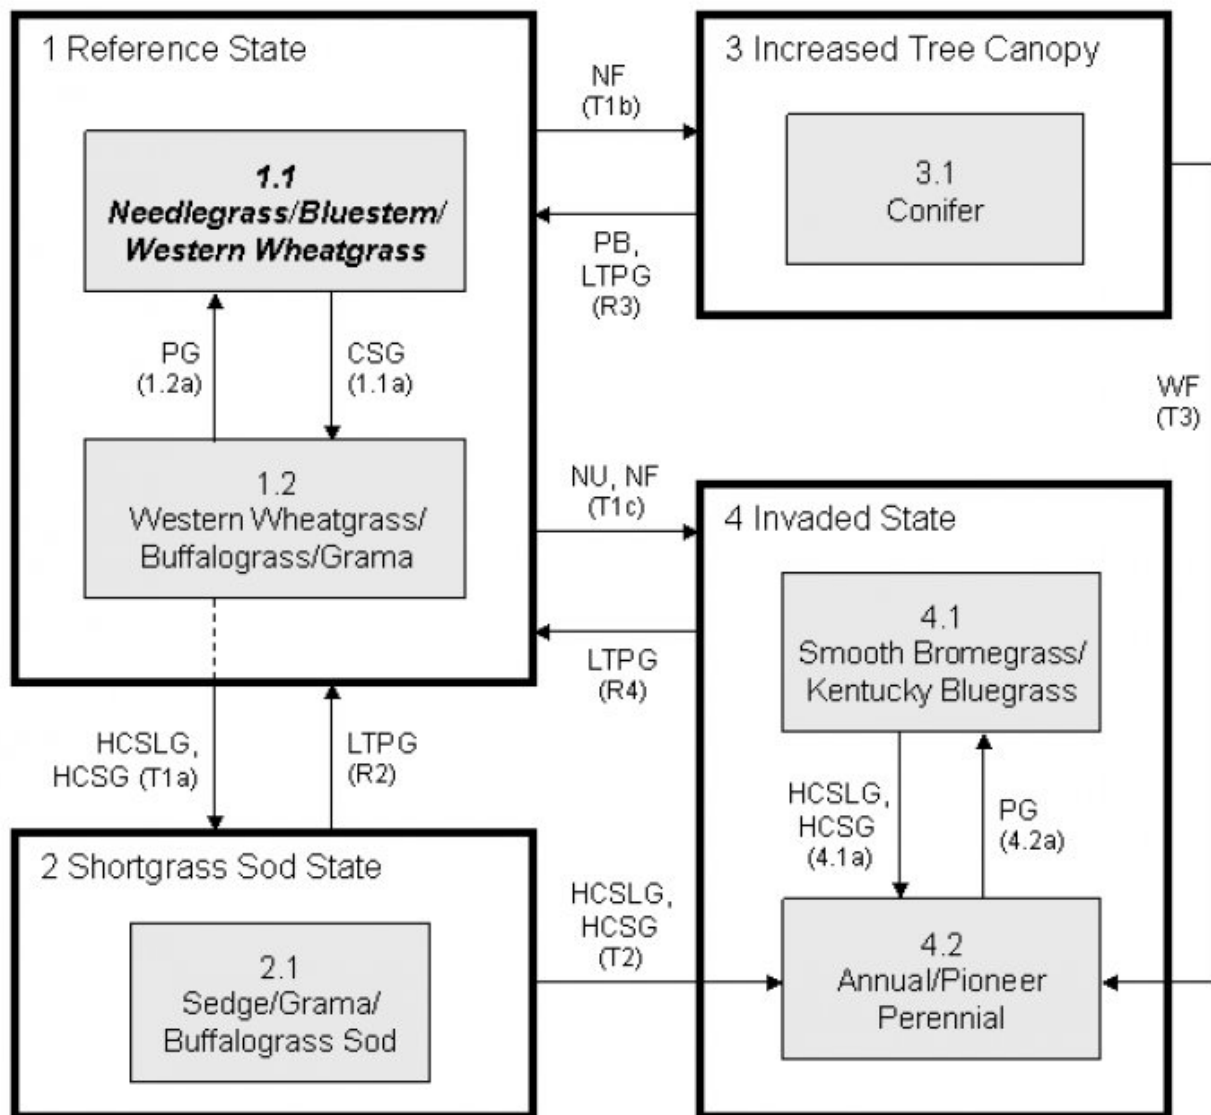 1 Reference State
1.1
Needlegrass/Bluestem/
Western Wheatgrass
PG
(1.2a)
CSG
(1.1a)
1.2
Western Wheatgrass/
Buffalograss/Grama
NF
(T1b)
PB,
LTPG
(R3)
3 Increased Tree Canopy
3.1
Conifer
WF
(T3)
NU, NF
(T1c)
LTPG
(R4)
4 Invaded State
4.1
Smooth Bromegrass/
Kentucky Bluegrass
HCSLG,
HCSG
(4.1a)
PG
(4.2a)
4.2
Annual/Pioneer
Perennial
HCSLG,
HCSG (T1a)
LTPG
(R2)
2 Shortgrass Sod State
2.1
Sedge/Grama/
Buffalograss Sod
HCSLG,
HCSG
(T2)